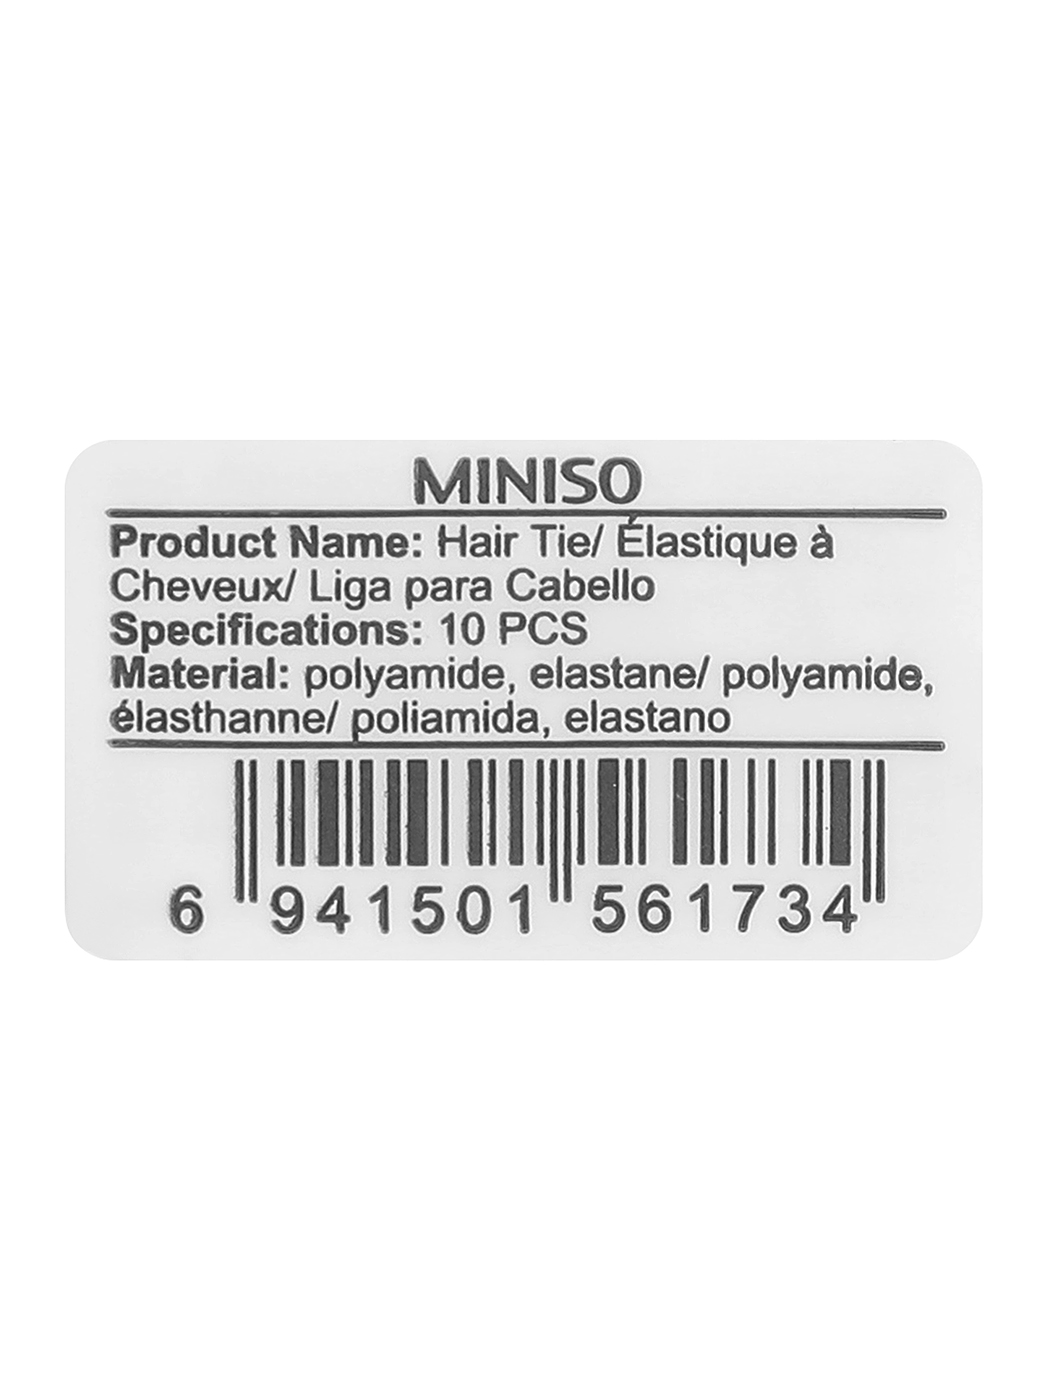 MINISO
Product Name: Hair Tie/ Élastique à
Cheveux/ Liga para Cabello
Specifications: 10 PCS
Material: polyamide, elastane/ polyamide,
élasthanne/ poliamida, elastano
6 941501 561734